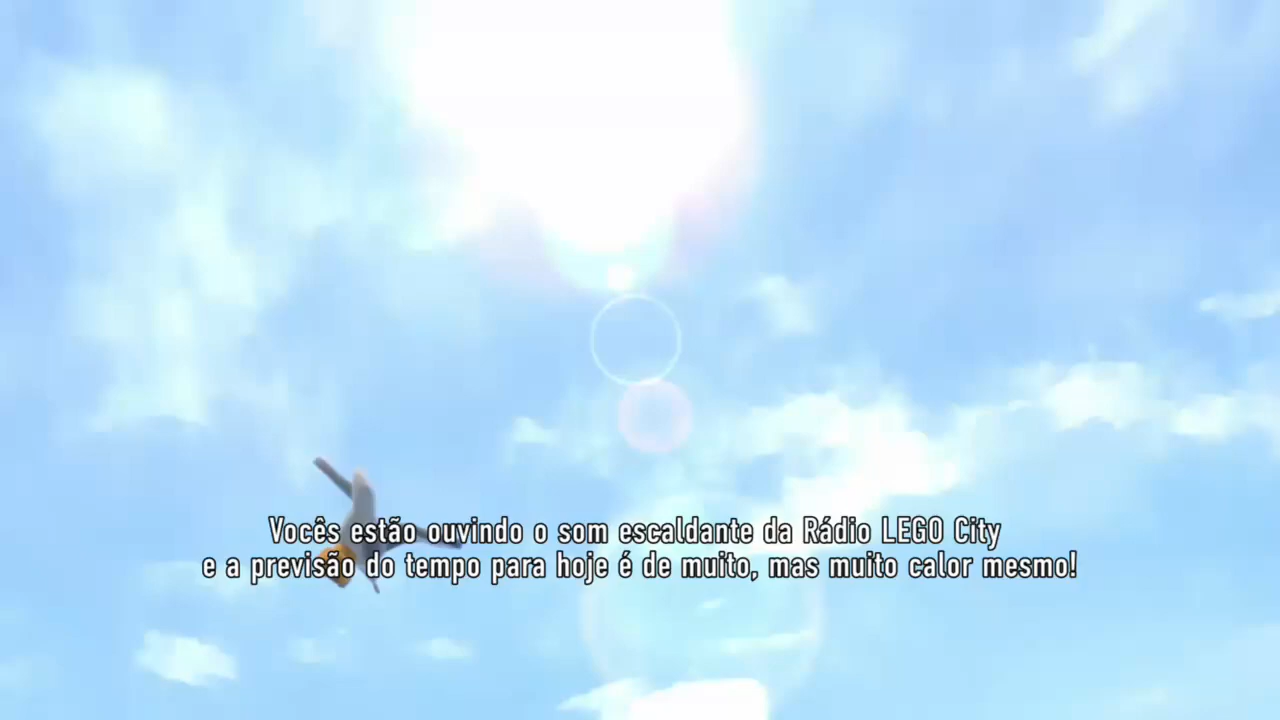 Vocês estão ouvindo o som escaldante da Rádio LEGO City
e a previsão do tempo para hoje é de muito, mas muito calor mesmo!